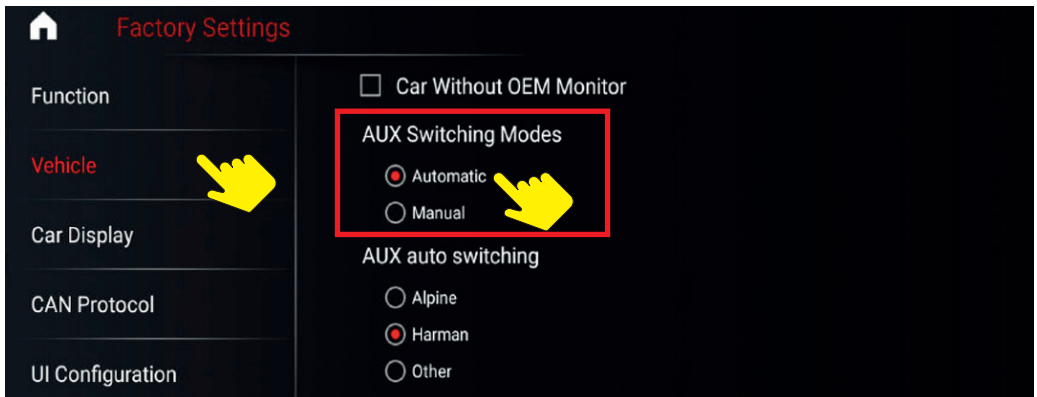 Factory Settings
Function
Vehicle
Car Display
CAN Protocol
UI Configuration
Car Without OEM Monitor
AUX Switching Modes
Automatic
Manual
AUX auto switching
Alpine
Harman
Other